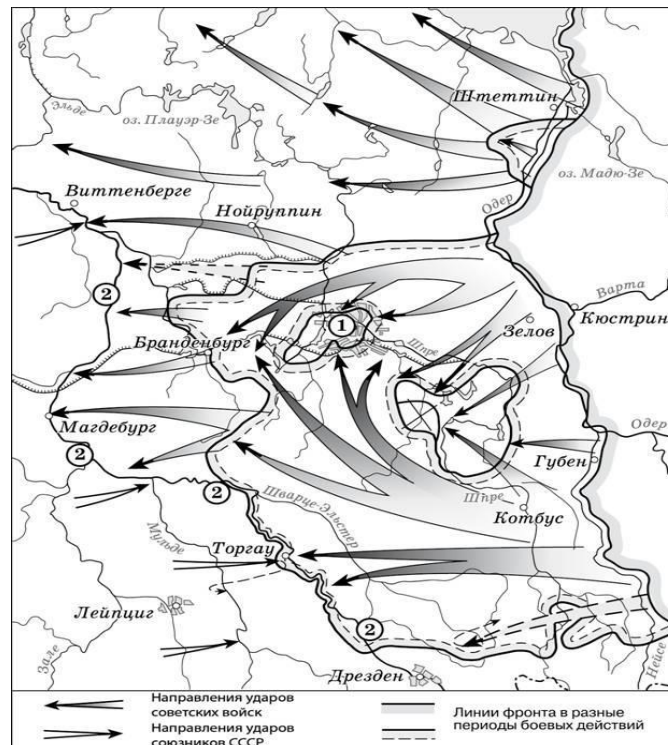 Штеттин
Эльде
оз. Плауэр-Зе
оз. Мадю-Зе
Виттенберге
Нойруппин
Одер
Варта
2
1
Кюстрин
Зелов
Шпре
Бранденбург
Магдебург
Одер
2
2
Губен
Шпре
Шварце-Эльстер
Котбус
Мульде
Торгау
Лейпциг
2
Зале
Дрезден
Нейсе
Направления ударов
советских войск
Направления ударов
союзников СССР
Линии фронта в разные
периоды боевых действий